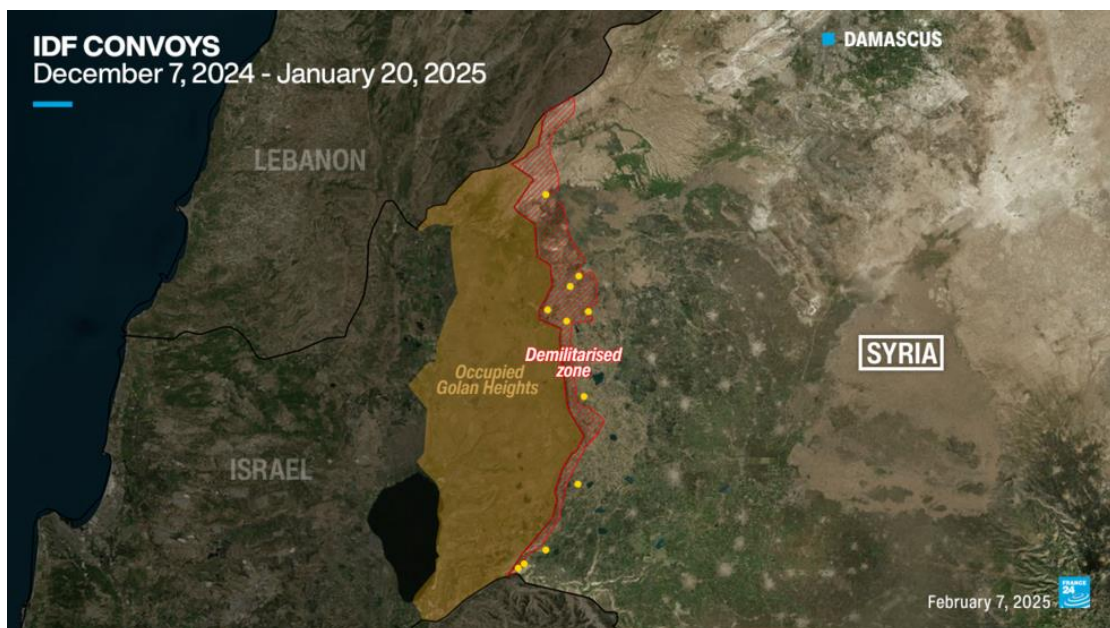 IDF CONVOYS
December 7, 2024 - January 20, 2025
DAMASCUS
LEBANON
SYRIA
Demilitarised
zone
Occupied
Golan Heights
ISRAEL
February 7, 2025
FRANCE
24